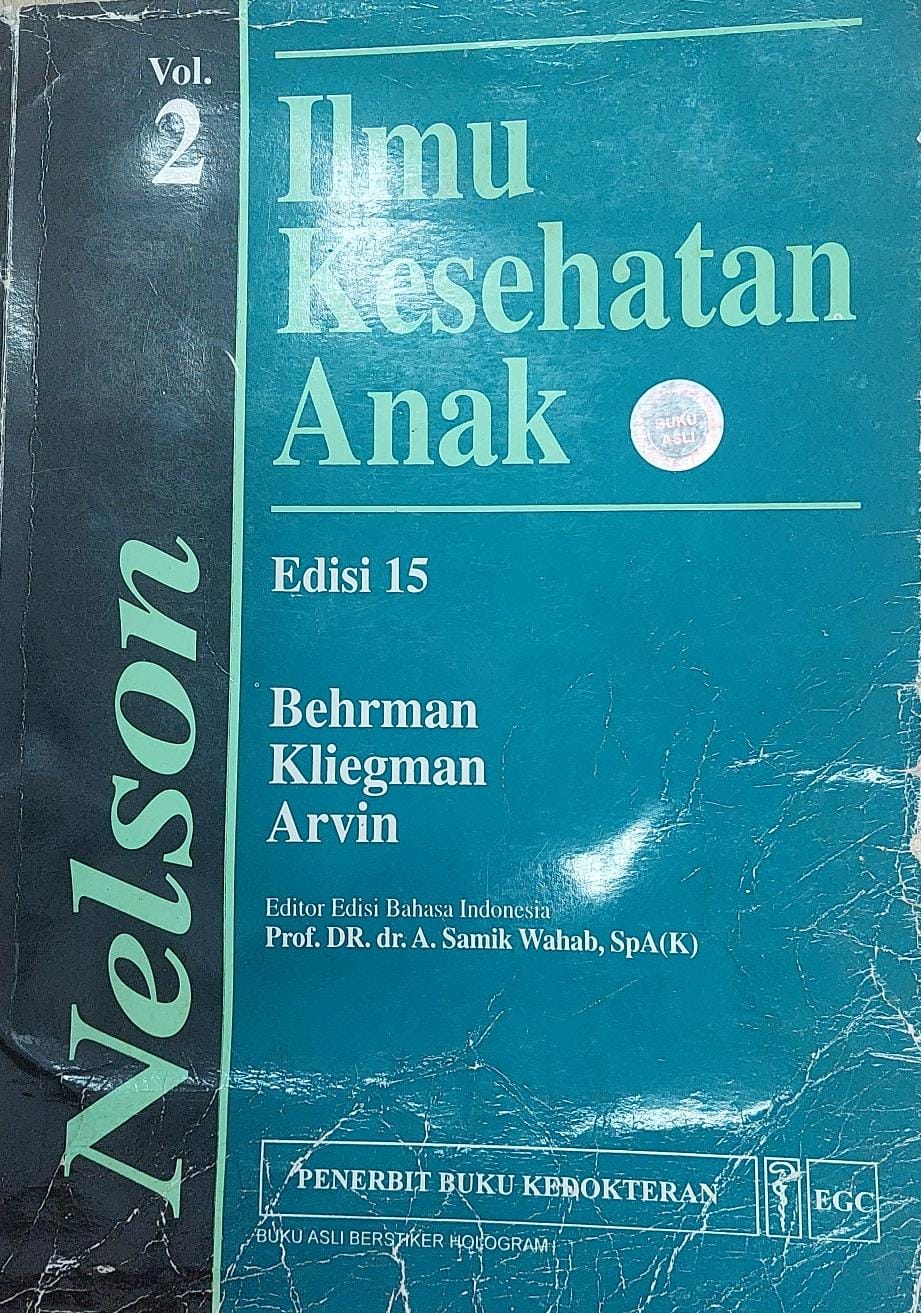 Vol.
2
Ilmu
Kesehatan
Anak
BUKU
ASLI
Nelson
Edisi 15
Behrman
Kliegman
Arvin
Editor Edisi Bahasa Indonesia
Prof. DR. dr. A. Samik Wahab, SpA(K)
PENERBIT BUKU KEDOKTERAN
EGC
BUKU ASLI BERSTIKER HOLOGRAM